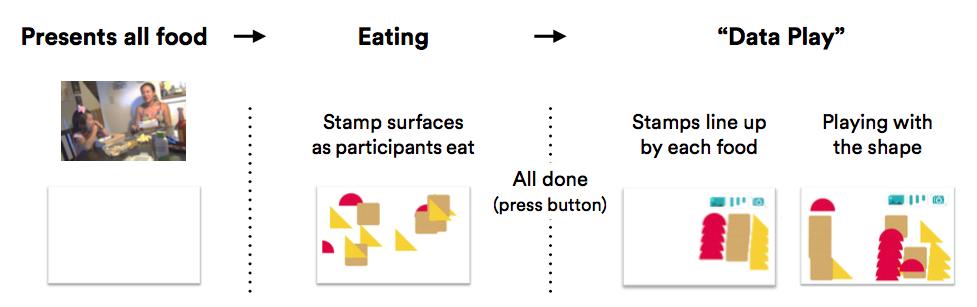 Presents all food → Eating → “Data Play”
Stamp surfaces
as participants eat
All done
(press button)
Stamps line up
by each food
Playing with
the shape